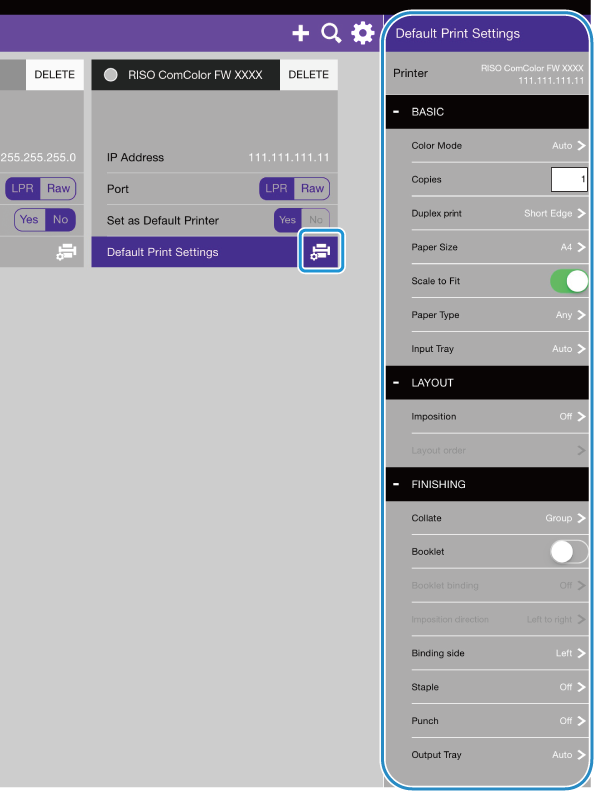 DELETE
255.255.255.0
LPR Raw
Yes No
RISO ComColor FW XXXX DELETE
IP Address 111.111.111.11
Port LPR Raw
Set as Default Printer Yes No
Default Print Settings
Default Print Settings
Printer RISO ComColor FW XXXX
111.111.111.11
- BASIC
Color Mode Auto
Copies 1
Duplex print Short Edge
Paper Size A4
Scale to Fit
Paper Type Any
Input Tray Auto
- LAYOUT
Imposition Off
Layout order
- FINISHING
Collate Group
Booklet
Booklet binding Off
Imposition direction Left to right
Binding side Left
Staple Off
Punch Off
Output Tray Auto